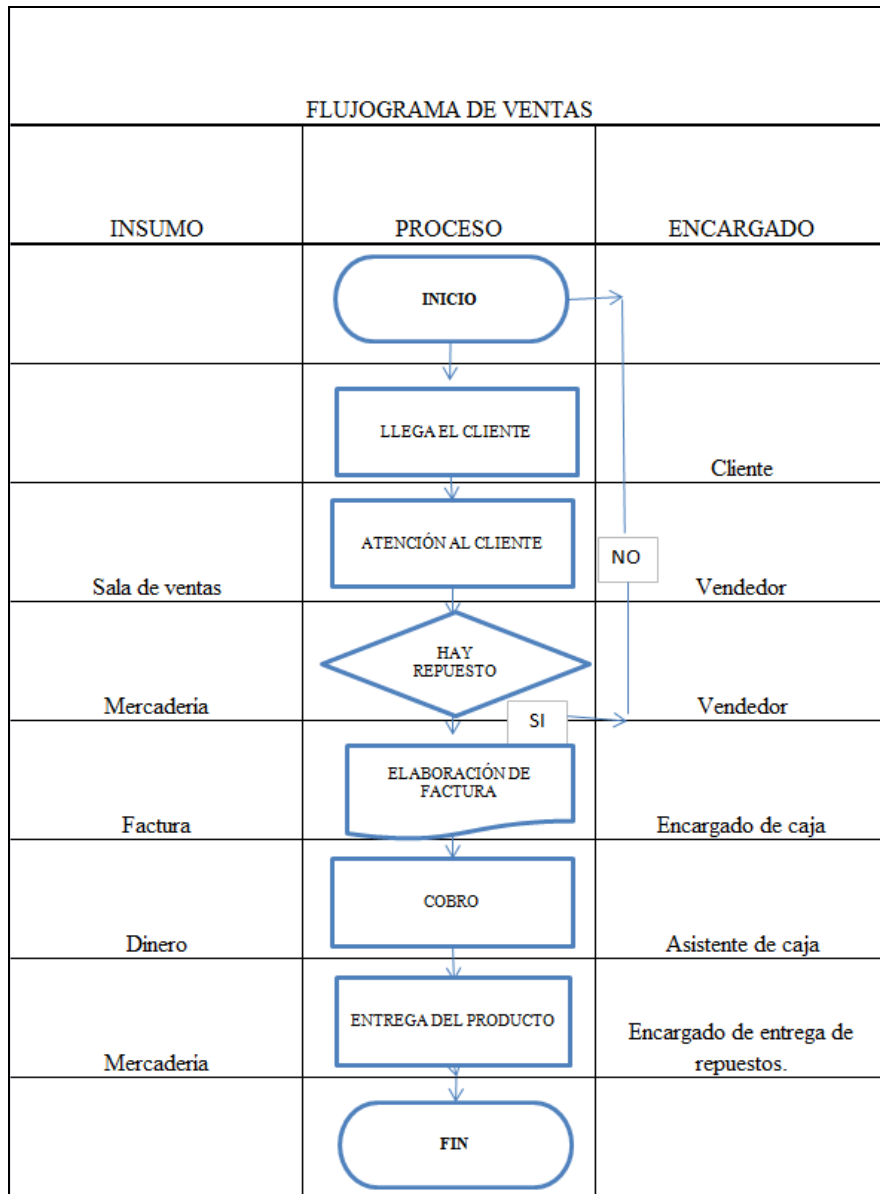 FLUJOGRAMA DE VENTAS
INSUMO
PROCESO
ENCARGADO
INICIO
LLEGA EL CLIENTE
Cliente
ATENCIÓN AL CLIENTE
Sala de ventas
NO
Vendedor
HAY
REPUESTO
Mercadería
Vendedor
SI
ELABORACIÓN DE
FACTURA
Factura
Encargado de caja
COBRO
Dinero
Asistente de caja
ENTREGA DEL PRODUCTO
Mercadería
Encargado de entrega de
repuestos.
FIN